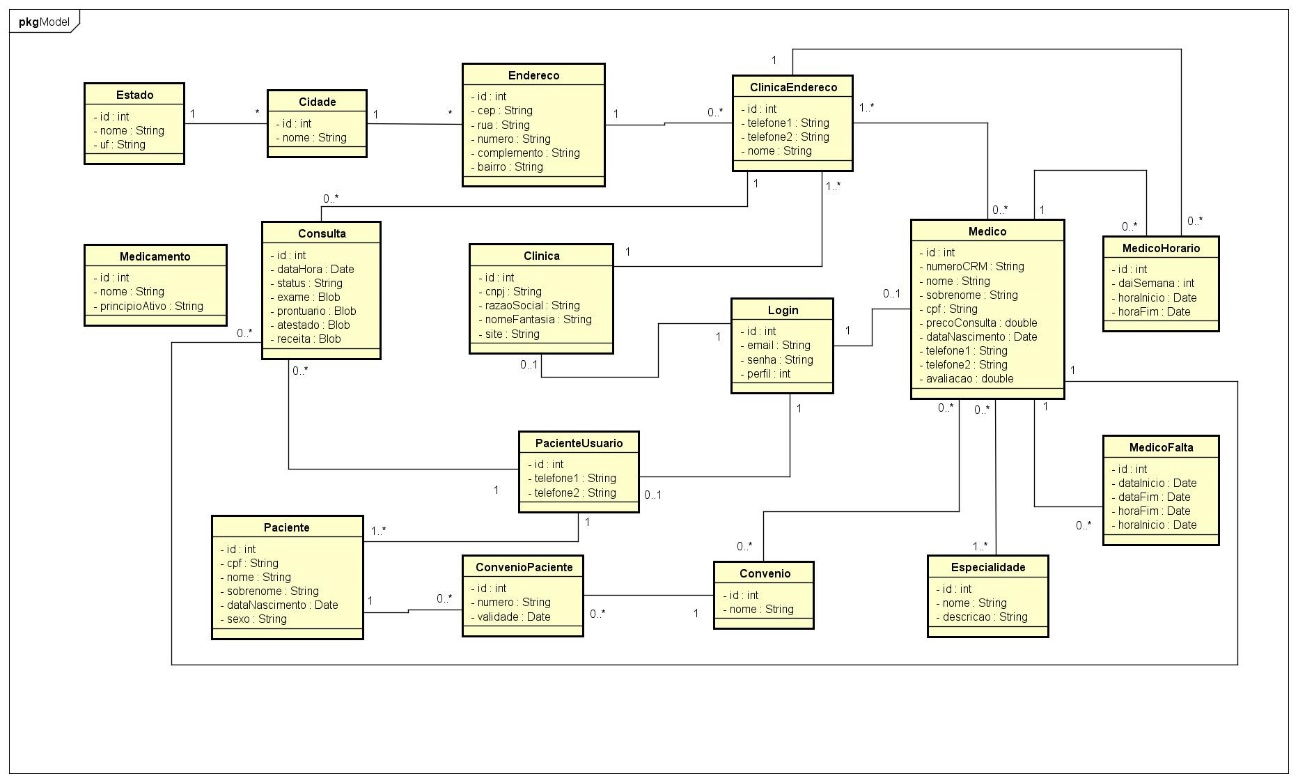 pkg Model
Estado
- id : int
- nome : String
- uf : String
1
*
Cidade
- id : int
- nome : String
1
*
Endereco
- id : int
- cep : String
- rua : String
- numero : String
- complemento : String
- bairro : String
1
0..*
ClinicaEndereco
- id : int
- telefone1 : String
- telefone2 : String
- nome : String
1
1..*
1
1..*
0..*
Consulta
- id : int
- dataHora : Date
- status : String
- exame : Blob
- prontuario : Blob
- atestado : Blob
- receita : Blob
0..*
0..*
Medicamento
- id : int
- nome : String
- principioAtivo : String
Clinica
- id : int
- cnpj : String
- razaoSocial : String
- nomeFantasia : String
- site : String
1
0..1
Login
- id : int
- email : String
- senha : String
- perfil : int
1
1
1
0..1
0..*
1
Medico
- id : int
- numeroCRM : String
- nome : String
- sobrenome : String
- cpf : String
- precoConsulta : double
- dataNascimento : Date
- telefone1 : String
- telefone2 : String
- avaliacao : double
1
0..*
0..*
1
0..*
0..*
MedicoHorario
- id : int
- daiSemana : int
- horaInicio : Date
- horaFim : Date
PacienteUsuario
- id : int
- telefone1 : String
- telefone2 : String
1
0..1
1
MedicoFalta
- id : int
- dataInicio : Date
- dataFim : Date
- horaFim : Date
- horaInicio : Date
0..*
Paciente
- id : int
- cpf : String
- nome : String
- sobrenome : String
- dataNascimento : Date
- sexo : String
1..*
1
0..*
ConvenioPaciente
- id : int
- numero : String
- validade : Date
0..*
1
0..*
Convenio
- id : int
- nome : String
1..*
Especialidade
- id : int
- nome : String
- descricao : String